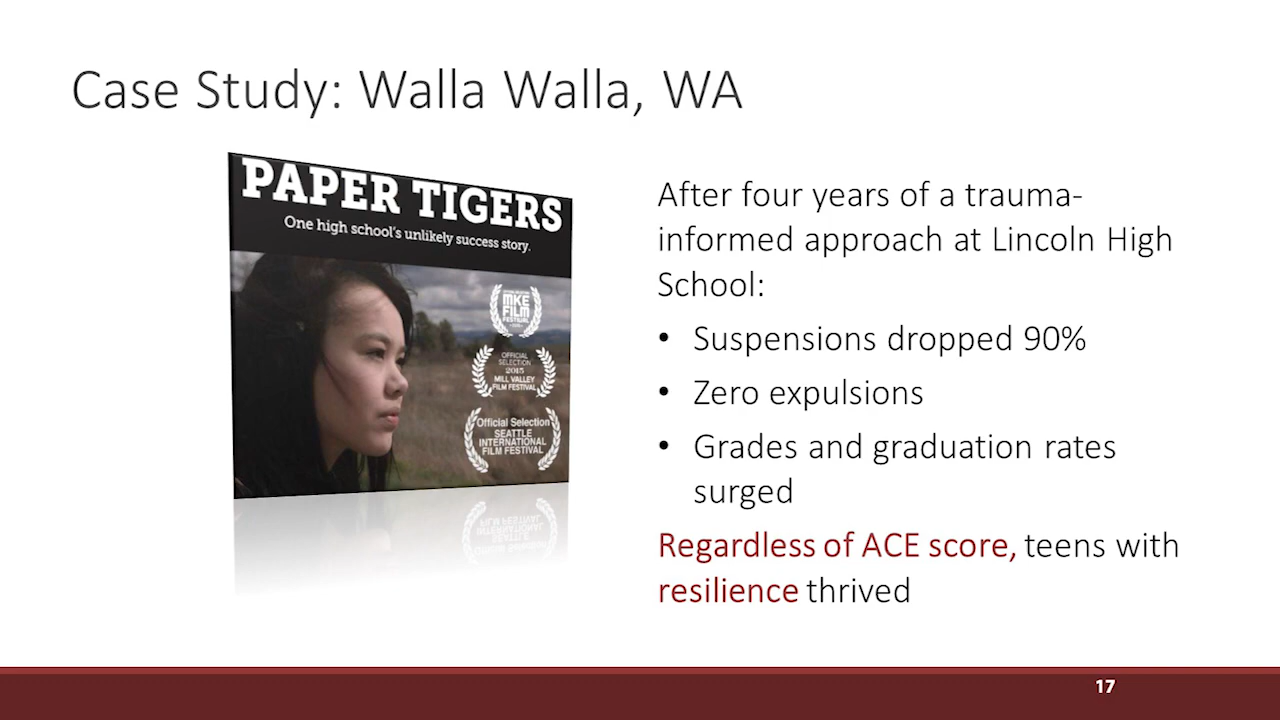 Case Study: Walla Walla, WA
PAPER TIGERS
One high school's unlikely success story.
MKE
FILM
FESTIVAL
OFFICIAL
SELECTION
2015
MILL VALLEY
FILM FESTIVAL
Official Selection
SEATTLE
INTERNATIONAL
FILM FESTIVAL
After four years of a trauma-
informed approach at Lincoln High
School:
• Suspensions dropped 90%
• Zero expulsions
• Grades and graduation rates
surged
Regardless of ACE score, teens with
resilience thrived
17